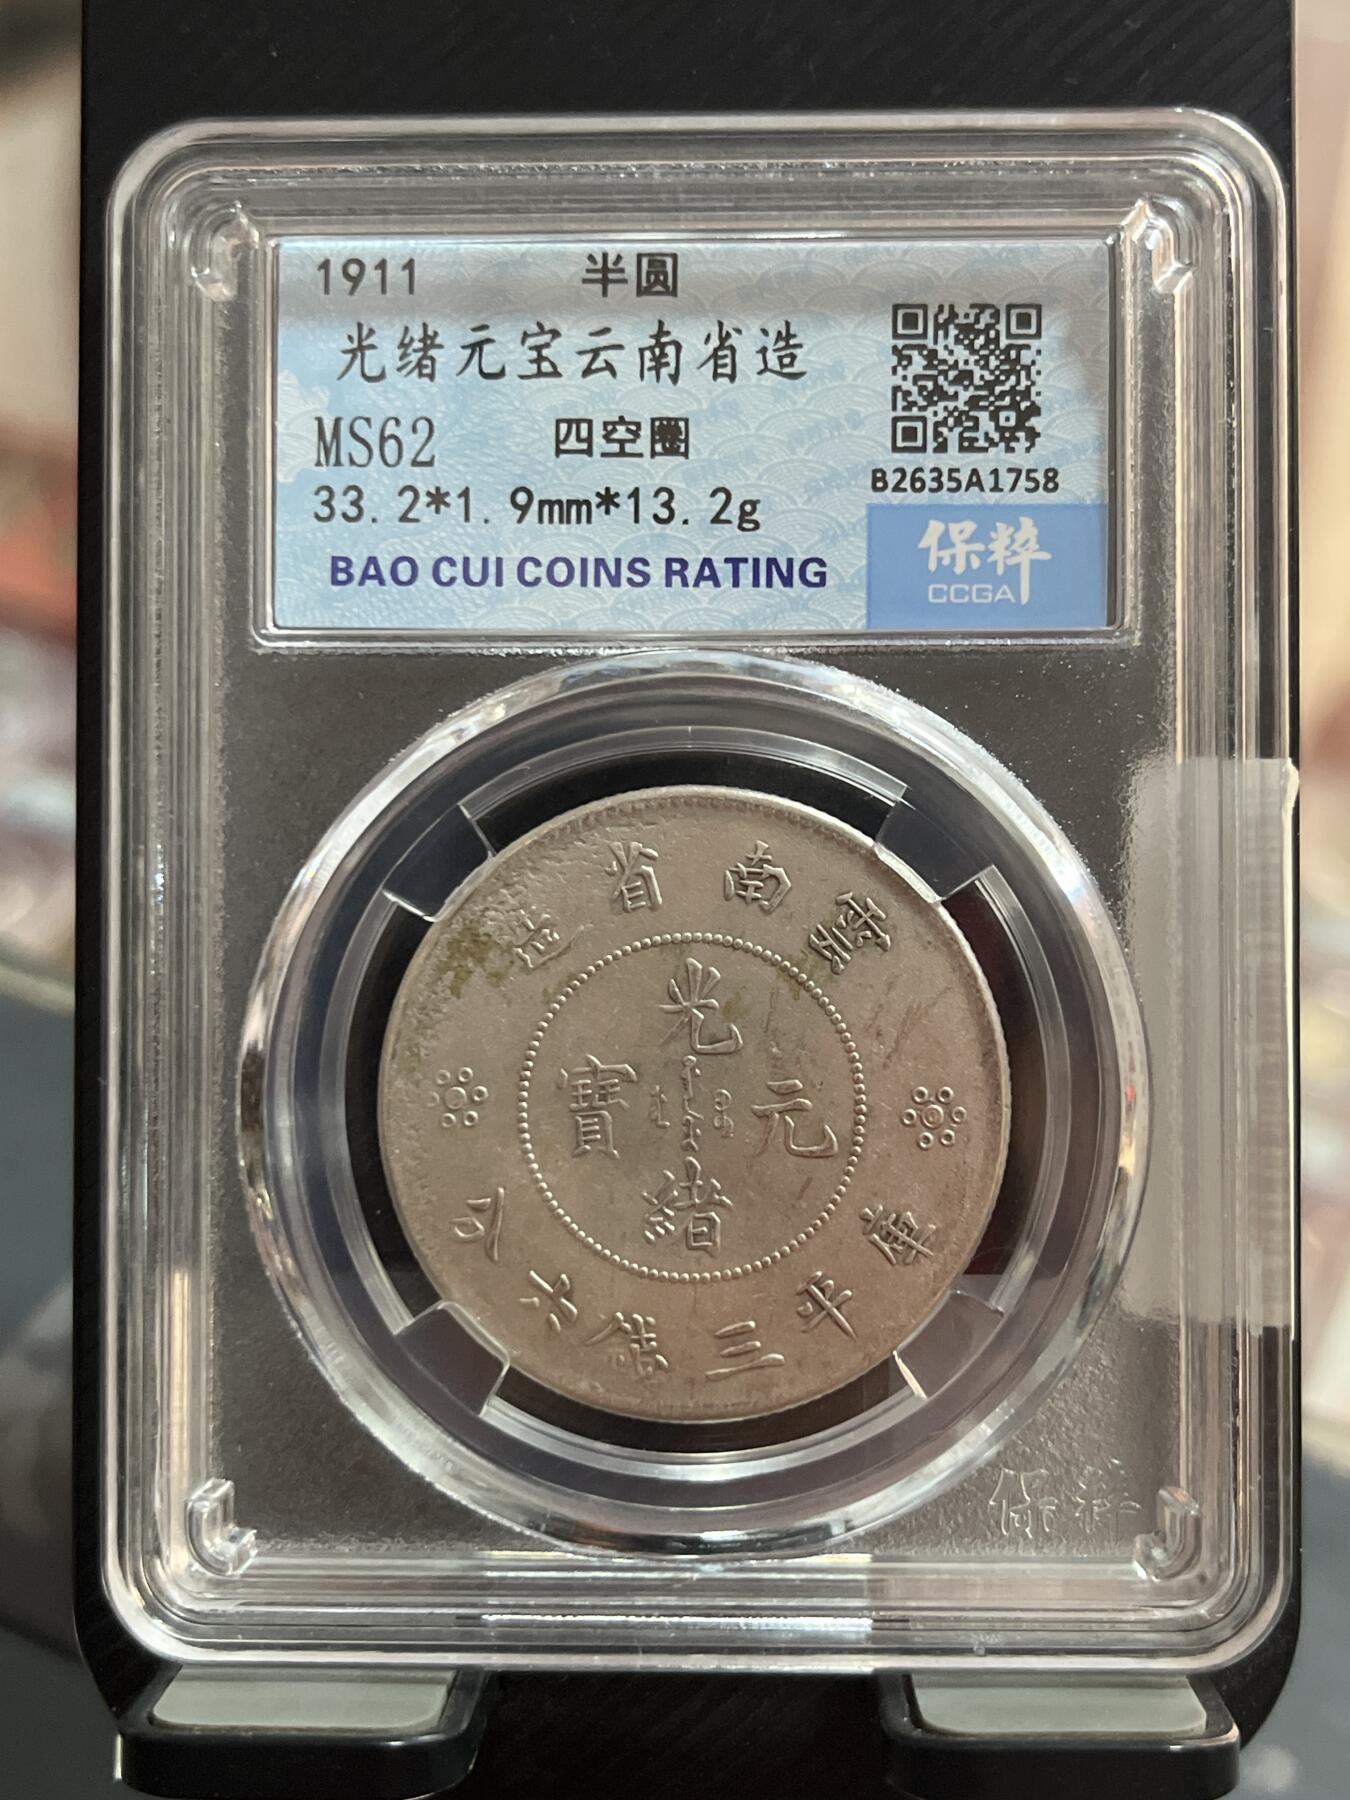 1911 半圆
光绪元宝云南省造
MS62 四空圈
33.2*1.9mm*13.2g
BAO CUI COINS RATING
B2635A1758
保粹
CCGA
雲南省造
光緒元寶
庫平三錢六分
保粹